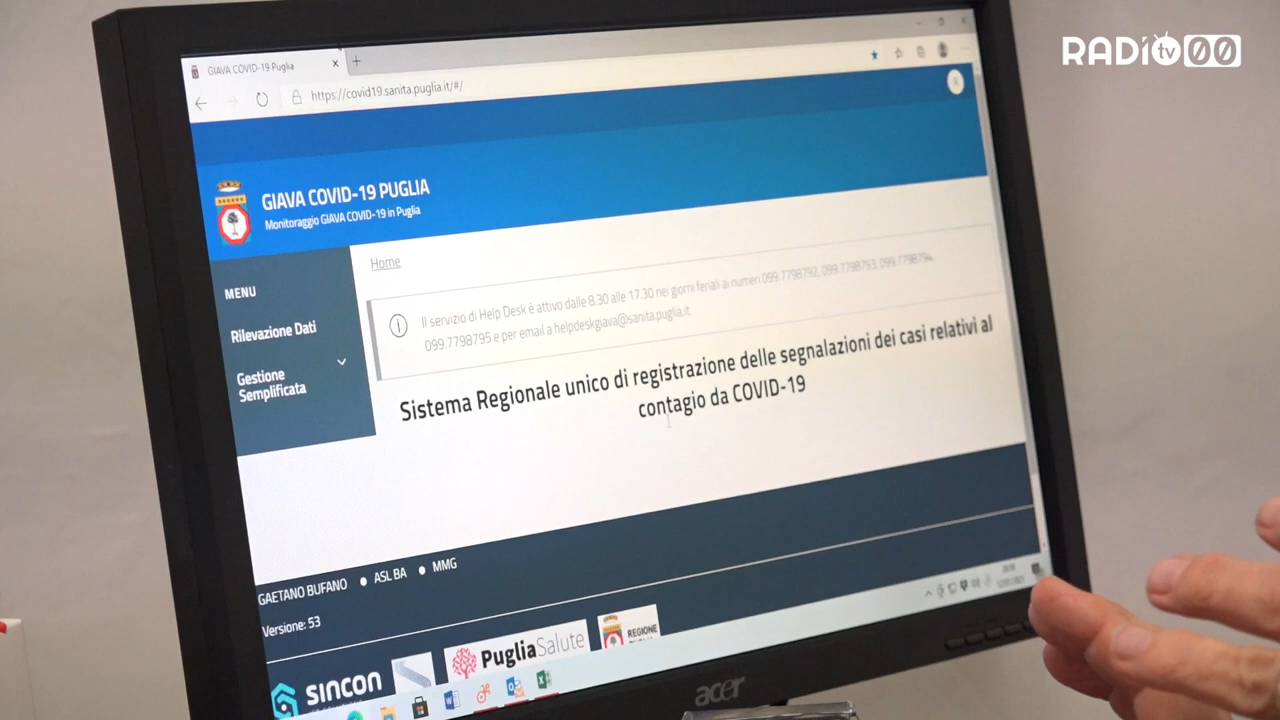 RADiO tv 00
GIAVA COVID-19 Puglia
https://covid19.sanita.puglia.it/#/
GIAVA COVID-19 PUGLIA
Monitoraggio GIAVA COVID-19 in Puglia
MENU
Rilevazione Dati
Gestione
Semplificata
Home
Il servizio di Help Desk è attivo dalle 8.30 alle 17.30 nei giorni feriali ai numeri 099.7798792, 099.7798793, 099.7798794,
099.7798795 e per email a helpdeskgiava@sanita.puglia.it.
Sistema Regionale unico di registrazione delle segnalazioni dei casi relativi al
contagio da COVID-19
GAETANO BUFANO ● ASL BA ● MMG
Versione: 53
sincon
PugliaSalute
REGIONE
acer